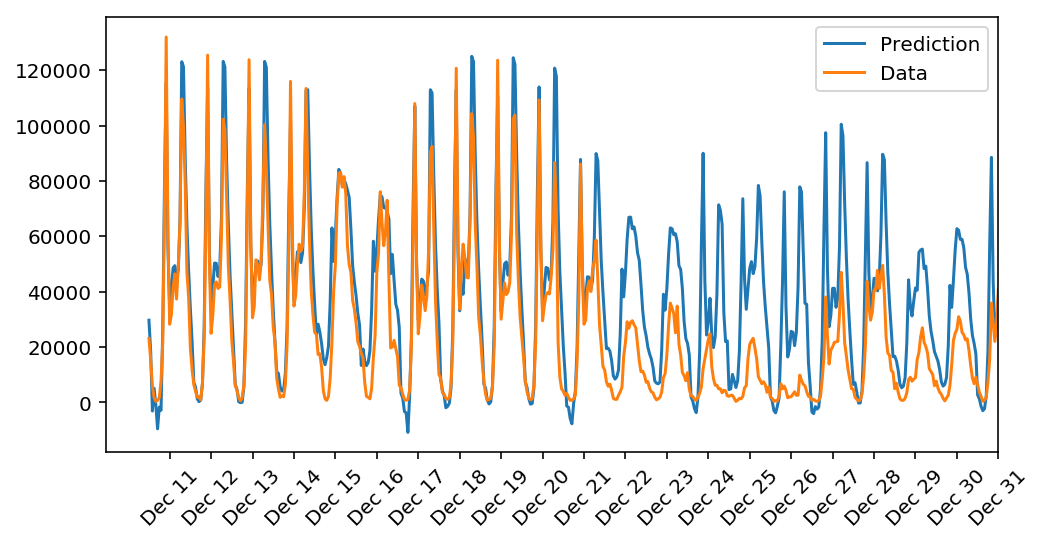 Prediction
Data
120000
100000
80000
60000
40000
20000
0
Dec 11
Dec 12
Dec 13
Dec 14
Dec 15
Dec 16
Dec 17
Dec 18
Dec 19
Dec 20
Dec 21
Dec 22
Dec 23
Dec 24
Dec 25
Dec 26
Dec 27
Dec 28
Dec 29
Dec 30
Dec 31